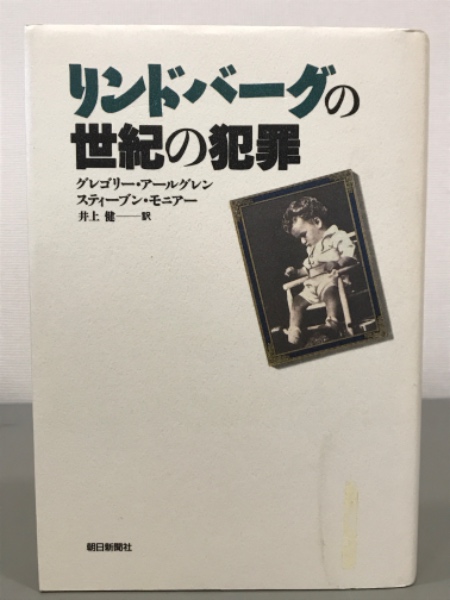 リンドバーグの
世紀の犯罪
グレゴリー・アールグレン
スティーブン・モニアー
井上 健──訳
朝日新聞社